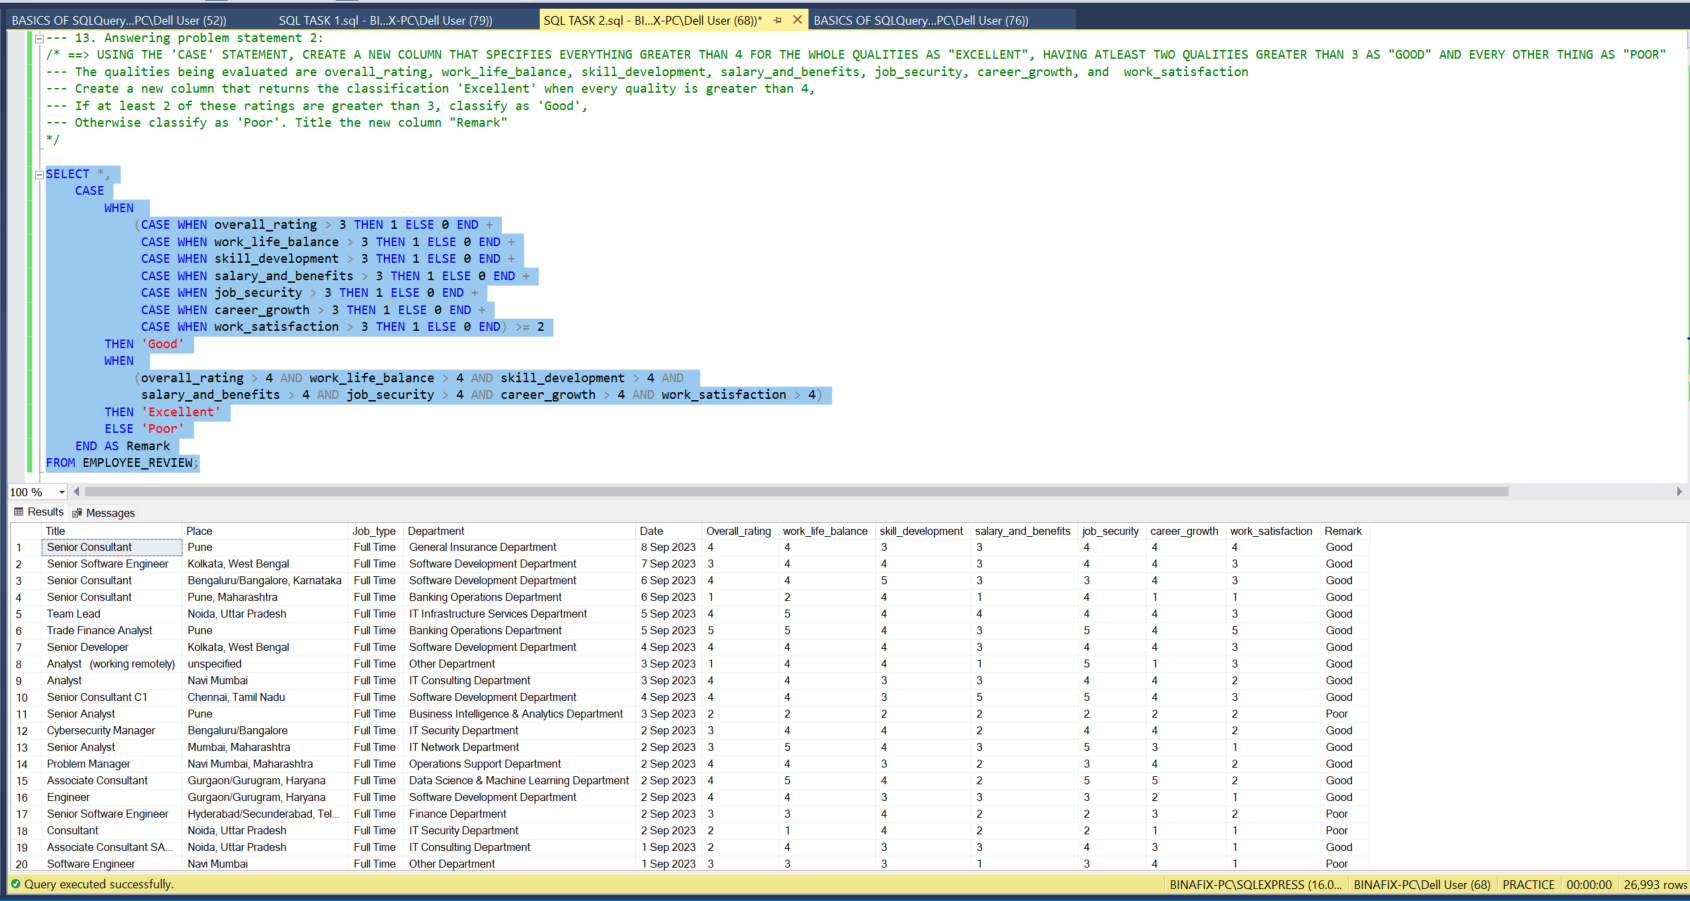 BASICS OF SQLQuery...PC\Dell User (52)) SQL TASK 1.sql - BI...X-PC\Dell User (79)) SQL TASK 2.sql - BI...X-PC\Dell User (68))* BASICS OF SQLQuery...PC\Dell User (76))
--- 13. Answering problem statement 2:
/* ==> USING THE 'CASE' STATEMENT, CREATE A NEW COLUMN THAT SPECIFIES EVERYTHING GREATER THAN 4 FOR THE WHOLE QUALITIES AS "EXCELLENT", HAVING ATLEAST TWO QUALITIES GREATER THAN 3 AS "GOOD" AND EVERY OTHER THING AS "POOR"
--- The qualities being evaluated are overall_rating, work_life_balance, skill_development, salary_and_benefits, job_security, career_growth, and  work_satisfaction
--- Create a new column that returns the classification 'Excellent' when every quality is greater than 4,
--- If at least 2 of these ratings are greater than 3, classify as 'Good',
--- Otherwise classify as 'Poor'. Title the new column "Remark"
*/
SELECT *,
CASE
WHEN
(CASE WHEN overall_rating > 3 THEN 1 ELSE 0 END +
CASE WHEN work_life_balance > 3 THEN 1 ELSE 0 END +
CASE WHEN skill_development > 3 THEN 1 ELSE 0 END +
CASE WHEN salary_and_benefits > 3 THEN 1 ELSE 0 END +
CASE WHEN job_security > 3 THEN 1 ELSE 0 END +
CASE WHEN career_growth > 3 THEN 1 ELSE 0 END +
CASE WHEN work_satisfaction > 3 THEN 1 ELSE 0 END) >= 2
THEN 'Good'
WHEN
(overall_rating > 4 AND work_life_balance > 4 AND skill_development > 4 AND
salary_and_benefits > 4 AND job_security > 4 AND career_growth > 4 AND work_satisfaction > 4)
THEN 'Excellent'
ELSE 'Poor'
END AS Remark
FROM EMPLOYEE_REVIEW;
100 %
Results Messages
Title Place Job_type Department Date Overall_rating work_life_balance skill_development salary_and_benefits job_security career_growth work_satisfaction Remark
1 Senior Consultant Pune Full Time General Insurance Department 8 Sep 2023 4 4 3 3 4 4 4 Good
2 Senior Software Engineer Kolkata, West Bengal Full Time Software Development Department 7 Sep 2023 3 4 4 3 4 4 3 Good
3 Senior Consultant Bengaluru/Bangalore, Karnataka Full Time Software Development Department 6 Sep 2023 4 4 5 3 3 4 3 Good
4 Senior Consultant Pune, Maharashtra Full Time Banking Operations Department 6 Sep 2023 1 2 4 1 4 1 1 Good
5 Team Lead Noida, Uttar Pradesh Full Time IT Infrastructure Services Department 5 Sep 2023 4 5 4 4 4 4 3 Good
6 Trade Finance Analyst Pune Full Time Banking Operations Department 5 Sep 2023 5 5 4 3 5 4 5 Good
7 Senior Developer Kolkata, West Bengal Full Time Software Development Department 4 Sep 2023 4 4 4 3 4 4 3 Good
8 Analyst (working remotely) unspecified Full Time Other Department 3 Sep 2023 1 4 4 1 5 1 3 Good
9 Analyst Navi Mumbai Full Time IT Consulting Department 3 Sep 2023 4 4 3 3 4 4 2 Good
10 Senior Consultant C1 Chennai, Tamil Nadu Full Time Software Development Department 4 Sep 2023 4 4 3 5 5 4 3 Good
11 Senior Analyst Pune Full Time Business Intelligence & Analytics Department 3 Sep 2023 2 2 2 2 2 2 2 Poor
12 Cybersecurity Manager Bengaluru/Bangalore Full Time IT Security Department 2 Sep 2023 3 4 4 2 4 4 2 Good
13 Senior Analyst Mumbai, Maharashtra Full Time IT Network Department 2 Sep 2023 3 5 4 3 5 3 1 Good
14 Problem Manager Navi Mumbai, Maharashtra Full Time Operations Support Department 2 Sep 2023 4 4 3 2 3 4 2 Good
15 Associate Consultant Gurgaon/Gurugram, Haryana Full Time Data Science & Machine Learning Department 2 Sep 2023 4 5 4 2 5 5 2 Good
16 Engineer Gurgaon/Gurugram, Haryana Full Time Software Development Department 2 Sep 2023 4 4 3 3 3 2 1 Good
17 Senior Software Engineer Hyderabad/Secunderabad, Tel... Full Time Finance Department 2 Sep 2023 3 3 4 2 2 3 2 Poor
18 Consultant Noida, Uttar Pradesh Full Time IT Security Department 2 Sep 2023 2 1 4 2 2 1 1 Poor
19 Associate Consultant SA... Noida, Uttar Pradesh Full Time IT Consulting Department 1 Sep 2023 2 4 3 3 4 3 1 Good
20 Software Engineer Navi Mumbai Full Time Other Department 1 Sep 2023 3 3 3 1 3 4 1 Poor
Query executed successfully. BINAFIX-PC\SQLEXPRESS (16.0... BINAFIX-PC\Dell User (68) PRACTICE 00:00:00 26,993 rows